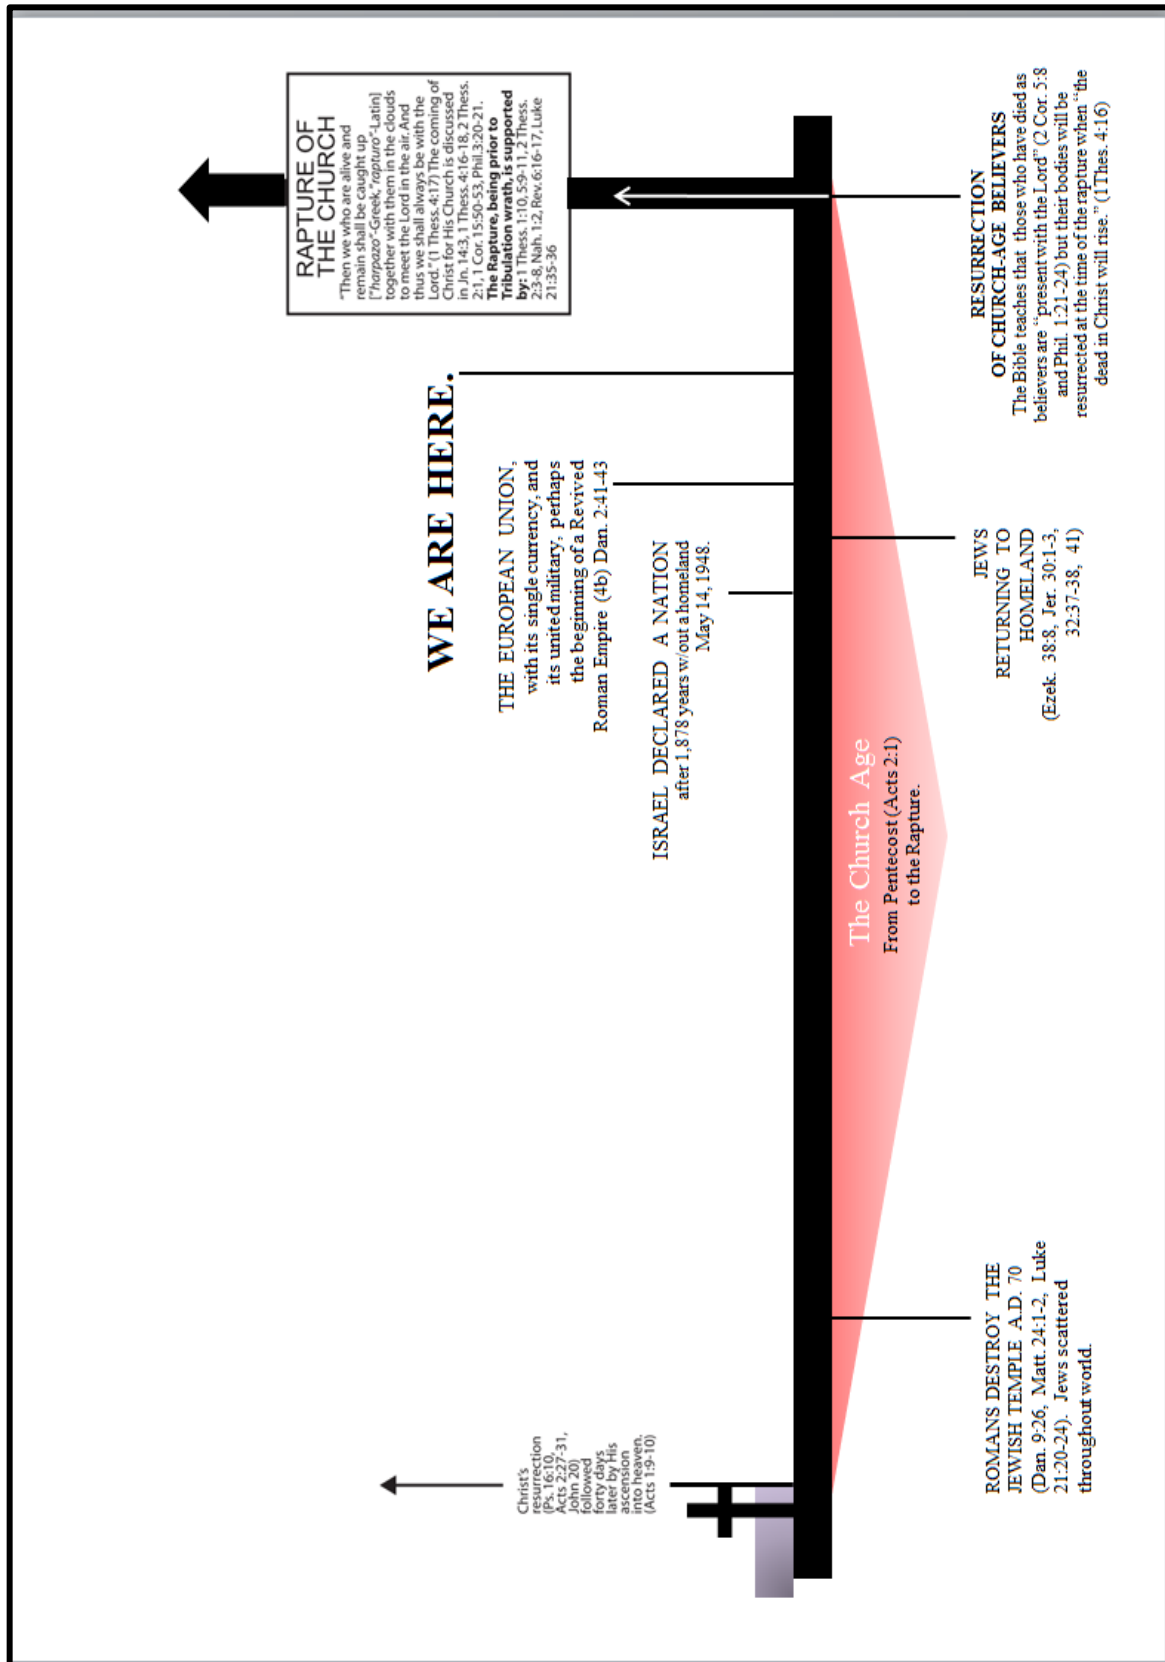 RAPTURE OF
THE CHURCH
"Then we who are alive and
remain shall be caught up
["harpazo"-Greek,"rapturo"-Latin]
together with them in the clouds
to meet the Lord in the air. And
thus we shall always be with the
Lord." (1 Thess. 4:17) The coming of
Christ for His Church is discussed
in Jn. 14:3, 1 Thess. 4:16-18, 2 Thess.
2:1, 1 Cor. 15:50-53, Phil.3:20-21.
The Rapture, being prior to
Tribulation wrath, is supported
by: 1 Thess. 1:10, 5:9-11, 2 Thess.
2:3-8, Nah. 1:2, Rev. 6:16-17, Luke
21:35-36
WE ARE HERE.
THE EUROPEAN UNION,
with its single currency, and
its united military, perhaps
the beginning of a Revived
Roman Empire (4b) Dan. 2:41-43
ISRAEL DECLARED A NATION
after 1,878 years w/out a homeland
May 14, 1948.
Christ's
resurrection
(Ps. 16:10,
Acts 2:27-31,
John 20)
followed
forty days
later by His
ascension
into heaven.
(Acts 1:9-10)
The Church Age
From Pentecost (Acts 2:1)
to the Rapture.
ROMANS DESTROY THE
JEWISH TEMPLE A.D. 70
(Dan. 9:26, Matt. 24:1-2, Luke
21:20-24). Jews scattered
throughout world.
JEWS
RETURNING TO
HOMELAND
(Ezek. 38:8, Jer. 30:1-3,
32:37-38, 41)
RESURRECTION
OF CHURCH-AGE BELIEVERS
The Bible teaches that those who have died as
believers are "present with the Lord" (2 Cor. 5:8
and Phil. 1:21-24) but their bodies will be
resurrected at the time of the rapture when "the
dead in Christ will rise." (1 Thes. 4:16)